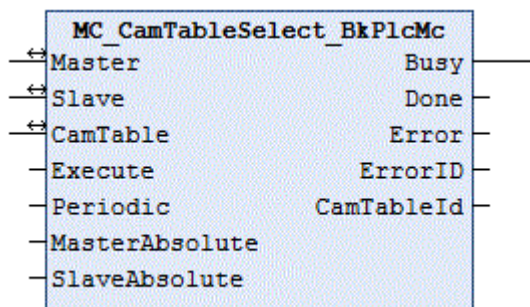 MC_CamTableSelect_BkPlcMc
Master Busy
Slave Done
CamTable Error
Execute ErrorID
Periodic CamTableId
MasterAbsolute
SlaveAbsolute